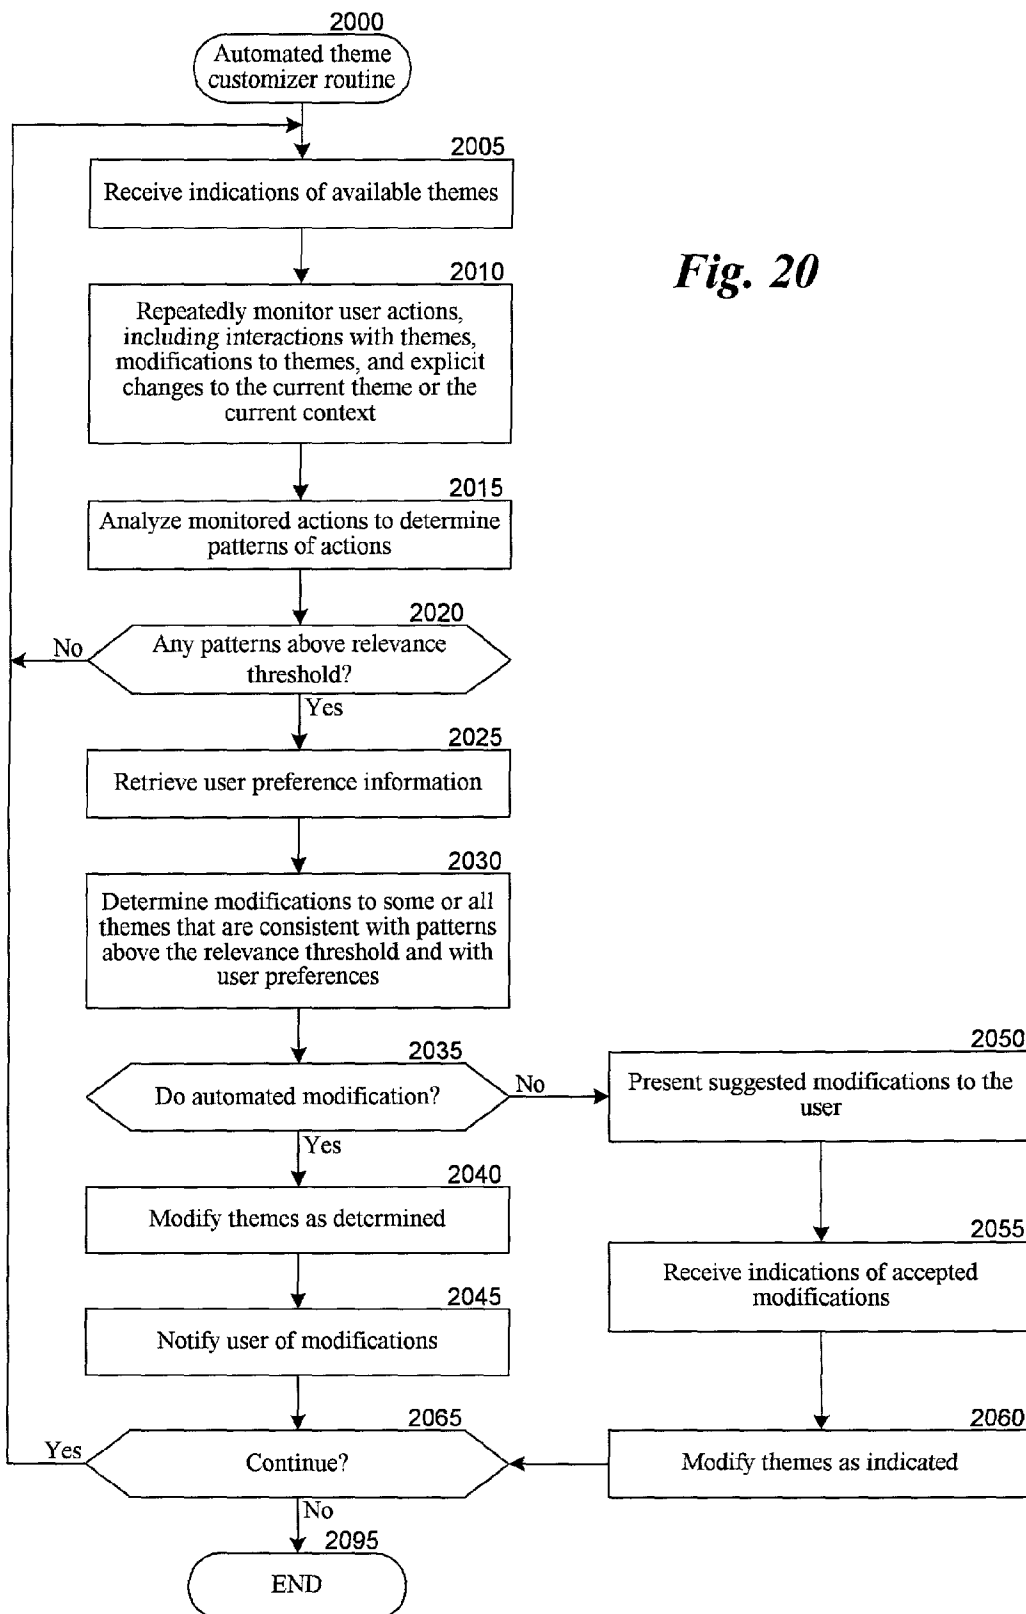 2000
Automated theme
customizer routine
2005
Receive indications of available themes
Fig. 20
2010
Repeatedly monitor user actions,
including interactions with themes,
modifications to themes, and explicit
changes to the current theme or the
current context
2015
Analyze monitored actions to determine
patterns of actions
2020
No
Any patterns above relevance
threshold?
Yes
2025
Retrieve user preference information
2030
Determine modifications to some or all
themes that are consistent with patterns
above the relevance threshold and with
user preferences
2035
Do automated modification?
No
Yes
2050
Present suggested modifications to the
user
2040
Modify themes as determined
2055
Receive indications of accepted
modifications
2045
Notify user of modifications
2065
Yes
Continue?
2060
Modify themes as indicated
No
2095
END